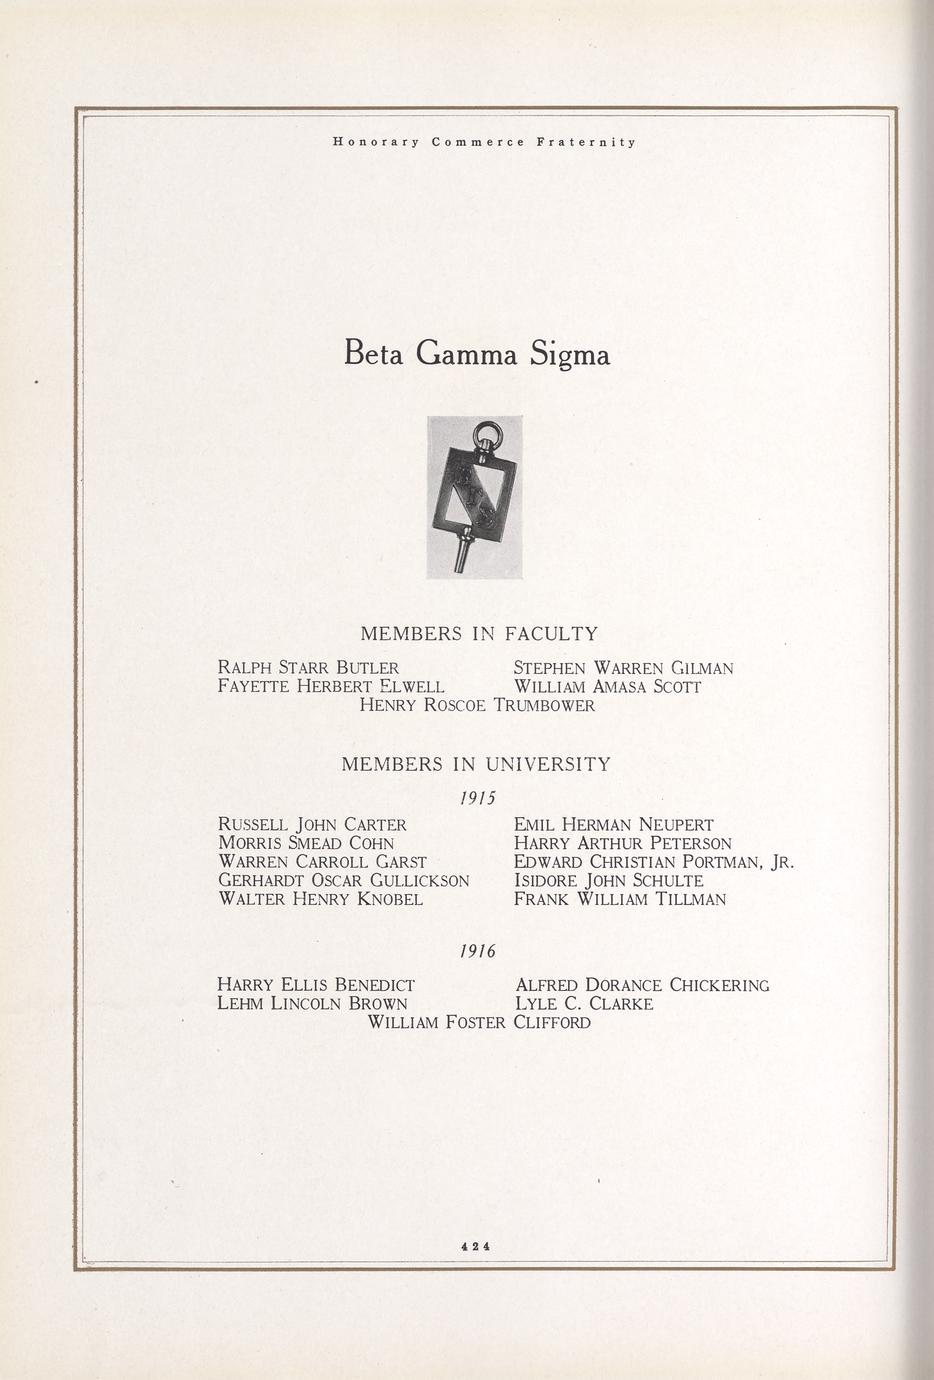 Honorary Commerce Fraternity
Beta Gamma Sigma
B
Γ
S
MEMBERS IN FACULTY
RALPH STARR BUTLER STEPHEN WARREN GILMAN
FAYETTE HERBERT ELWELL WILLIAM AMASA SCOTT
HENRY ROSCOE TRUMBOWER
MEMBERS IN UNIVERSITY
1915
RUSSELL JOHN CARTER EMIL HERMAN NEUPERT
MORRIS SMEAD COHN HARRY ARTHUR PETERSON
WARREN CARROLL GARST EDWARD CHRISTIAN PORTMAN, JR.
GERHARDT OSCAR GULLICKSON ISIDORE JOHN SCHULTE
WALTER HENRY KNOBEL FRANK WILLIAM TILLMAN
1916
HARRY ELLIS BENEDICT ALFRED DORANCE CHICKERING
LEHM LINCOLN BROWN LYLE C. CLARKE
WILLIAM FOSTER CLIFFORD
424